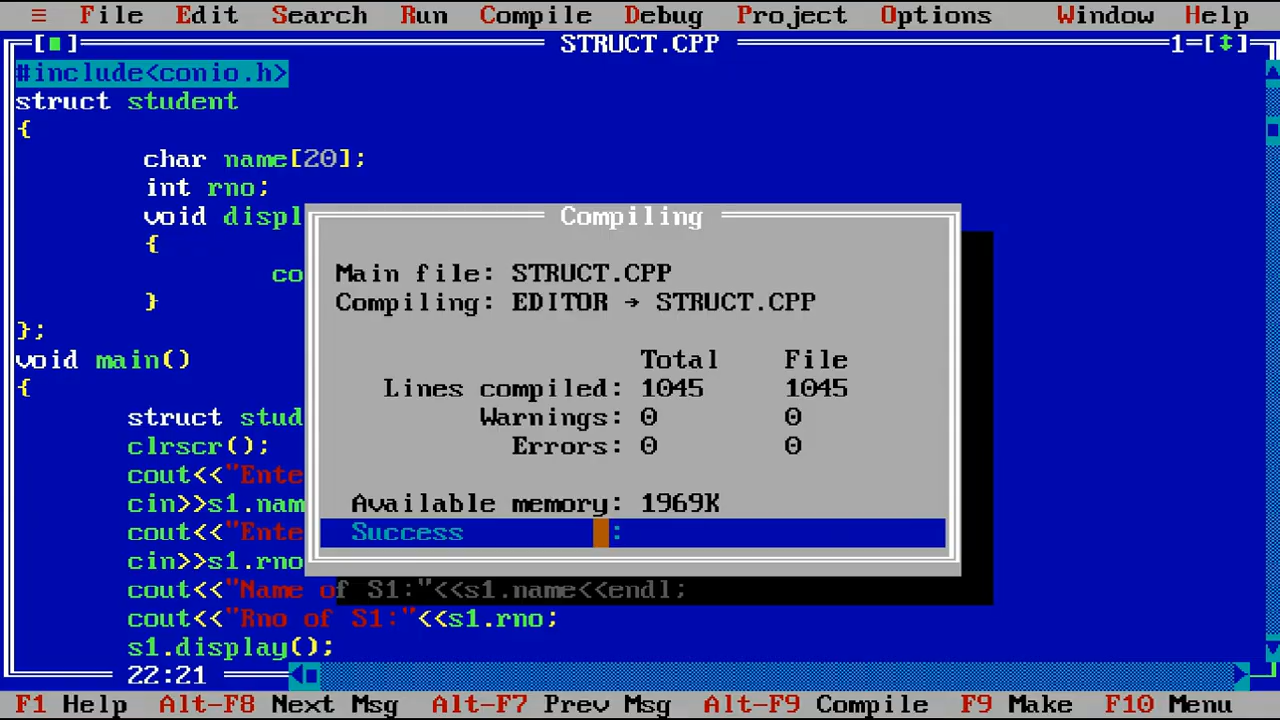 ≡ File Edit Search Run Compile Debug Project Options Window Help
[■] STRUCT.CPP 1=[↕]
#include<conio.h>
struct student
{
char name[20];
int rno;
void displ
{
co
}
};
void main()
{
struct stud
clrscr();
cout<<"Ente
cin>>s1.nam
cout<<"Ente
cin>>s1.rno
cout<<"Name of S1:"<<s1.name<<endl;
cout<<"Rno of S1:"<<s1.rno;
s1.display();
22:21
Compiling
Main file: STRUCT.CPP
Compiling: EDITOR → STRUCT.CPP
Total File
Lines compiled: 1045 1045
Warnings: 0 0
Errors: 0 0
Available memory: 1969K
Success :
F1 Help Alt-F8 Next Msg Alt-F7 Prev Msg Alt-F9 Compile F9 Make F10 Menu